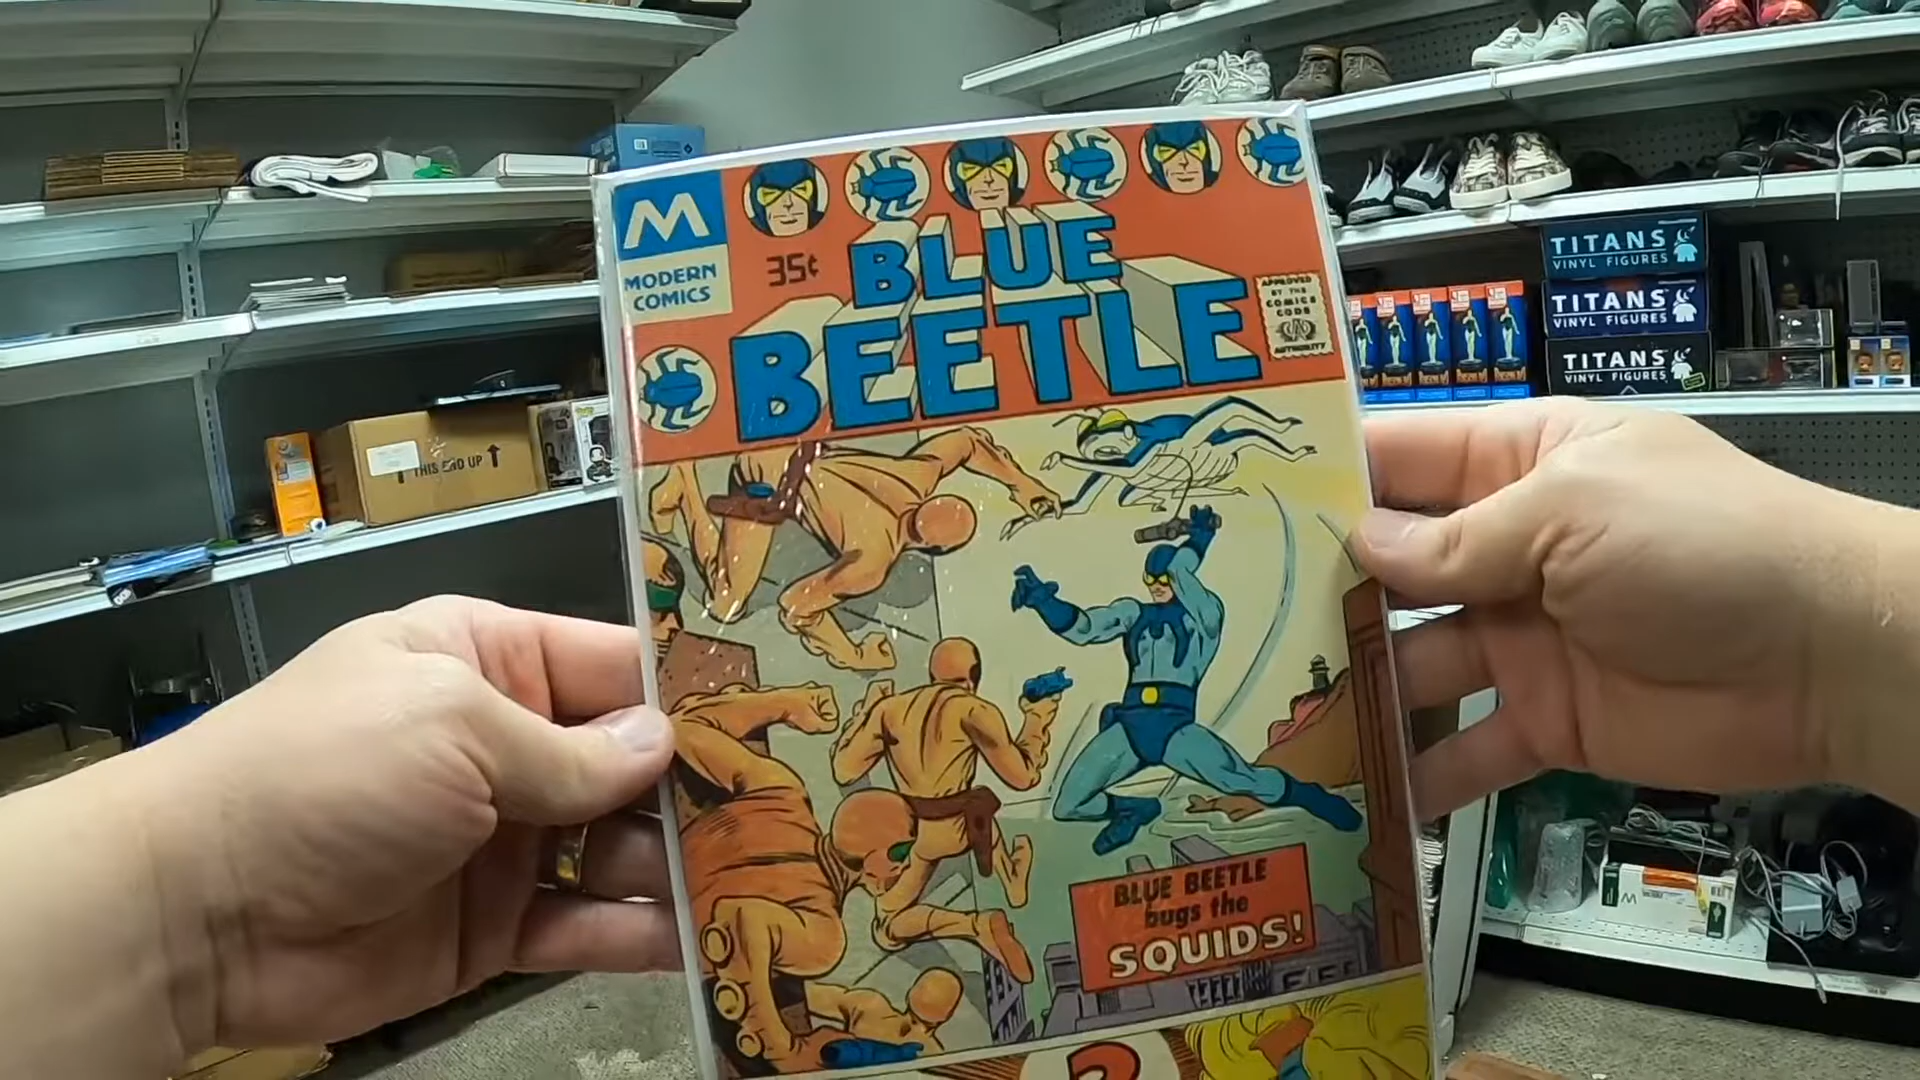 M
MODERN
COMICS
35¢
BLUE
BEETLE
APPROVED
BY THE
COMICS
CODE
AUTHORITY
BLUE BEETLE
bugs the
SQUIDS!
?
THIS END UP
TITANS
VINYL FIGURES
TITANS
VINYL FIGURES
TITANS
VINYL FIGURES